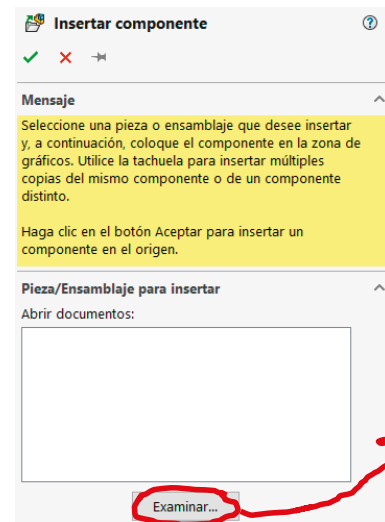 Insertar componente
Mensaje
Seleccione una pieza o ensamblaje que desee insertar
y, a continuación, coloque el componente en la zona de
gráficos. Utilice la tachuela para insertar múltiples
copias del mismo componente o de un componente
distinto.
Haga clic en el botón Aceptar para insertar un
componente en el origen.
Pieza/Ensamblaje para insertar
Abrir documentos:
Examinar...